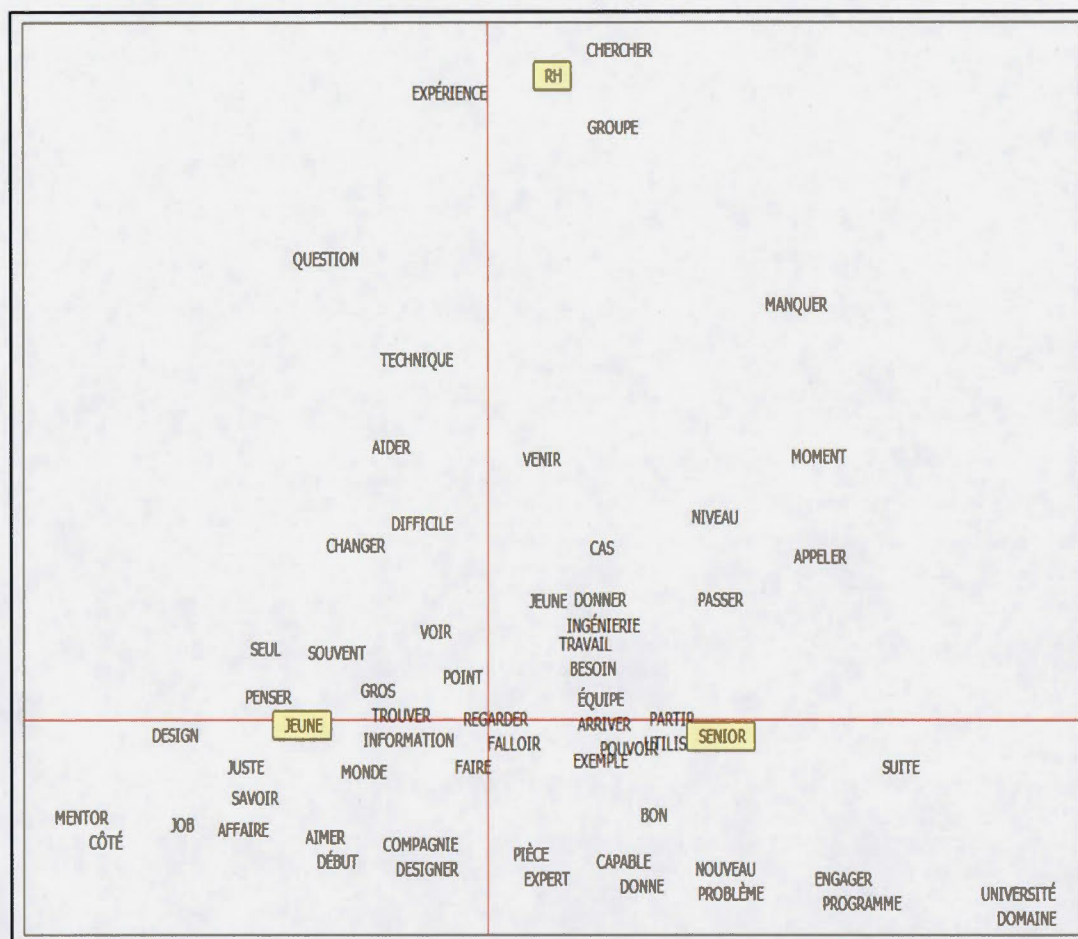 CHERCHER
RH
EXPÉRIENCE
GROUPE
QUESTION
MANQUER
TECHNIQUE
AIDER
VENIR
MOMENT
NIVEAU
DIFFICILE
CHANGER
CAS
APPELER
JEUNE
DONNER
PASSER
INGÉNIERIE
VOIR
TRAVAIL
SEUL
SOUVENT
BESOIN
POINT
GROS
PENSER
ÉQUIPE
TROUVER
REGARDER
PARTIR
JEUNE
ARRIVER
DESIGN
SENIOR
INFORMATION
FALLOIR
UTILIS
POUVOIR
EXEMPLE
JUSTE
MONDE
FAIRE
SUITE
SAVOIR
BON
MENTOR
JOB
AFFAIRE
CÔTÉ
AIMER
COMPAGNIE
PIÈCE
DÉBUT
CAPABLE
DESIGNER
NOUVEAU
EXPERT
ENGAGER
DONNE
PROBLÈME
UNIVERSITÉ
PROGRAMME
DOMAINE